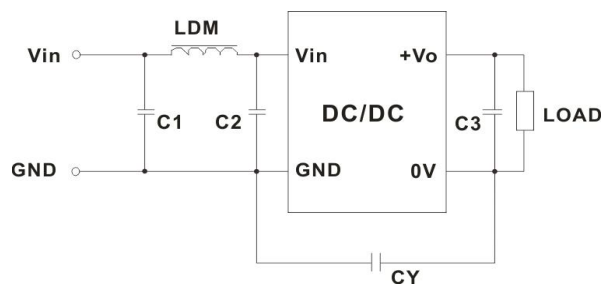 LDM
Vin
Vin
+Vo
C1
C2
DC/DC
C3
LOAD
GND
GND
0V
CY